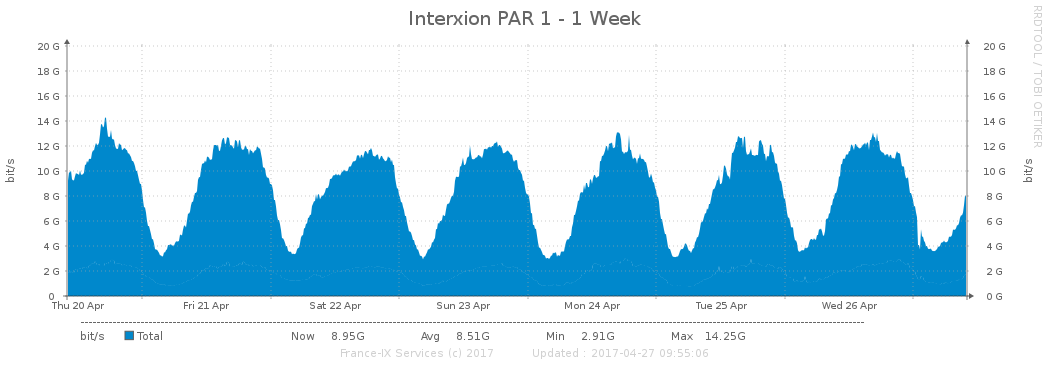 Interxion PAR 1 - 1 Week
RRDTOOL / TOBI OETIKER
bit/s
20 G 20 G
18 G 18 G
16 G 16 G
14 G 14 G
12 G 12 G
10 G 10 G
8 G 8 G
6 G 6 G
4 G 4 G
2 G 2 G
0 0 G
bit/s
Thu 20 Apr Fri 21 Apr Sat 22 Apr Sun 23 Apr Mon 24 Apr Tue 25 Apr Wed 26 Apr
bit/s Total Now 8.95G Avg 8.51G Min 2.91G Max 14.25G
France-IX Services (c) 2017 Updated : 2017-04-27 09:55:06